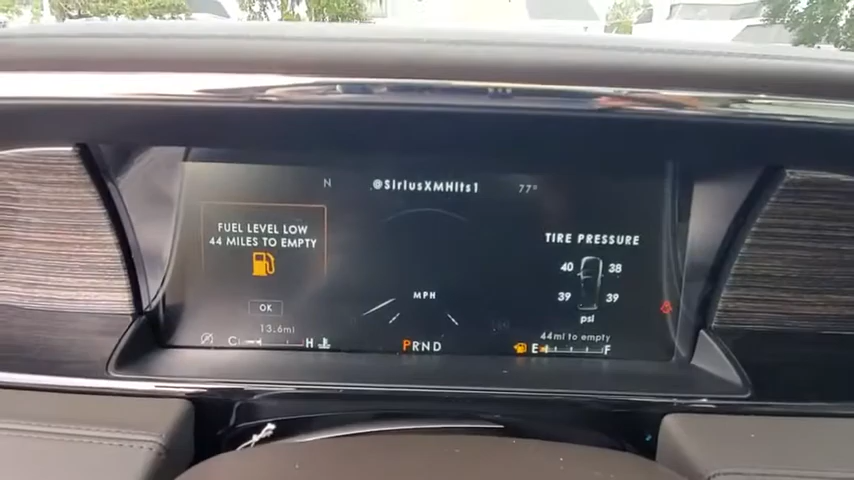 N
@SiriusXMHits1
77°
FUEL LEVEL LOW
44 MILES TO EMPTY
OK
13.6mi
C H
MPH
PRND
TIRE PRESSURE
40 38
39 39
psi
44mi to empty
E F